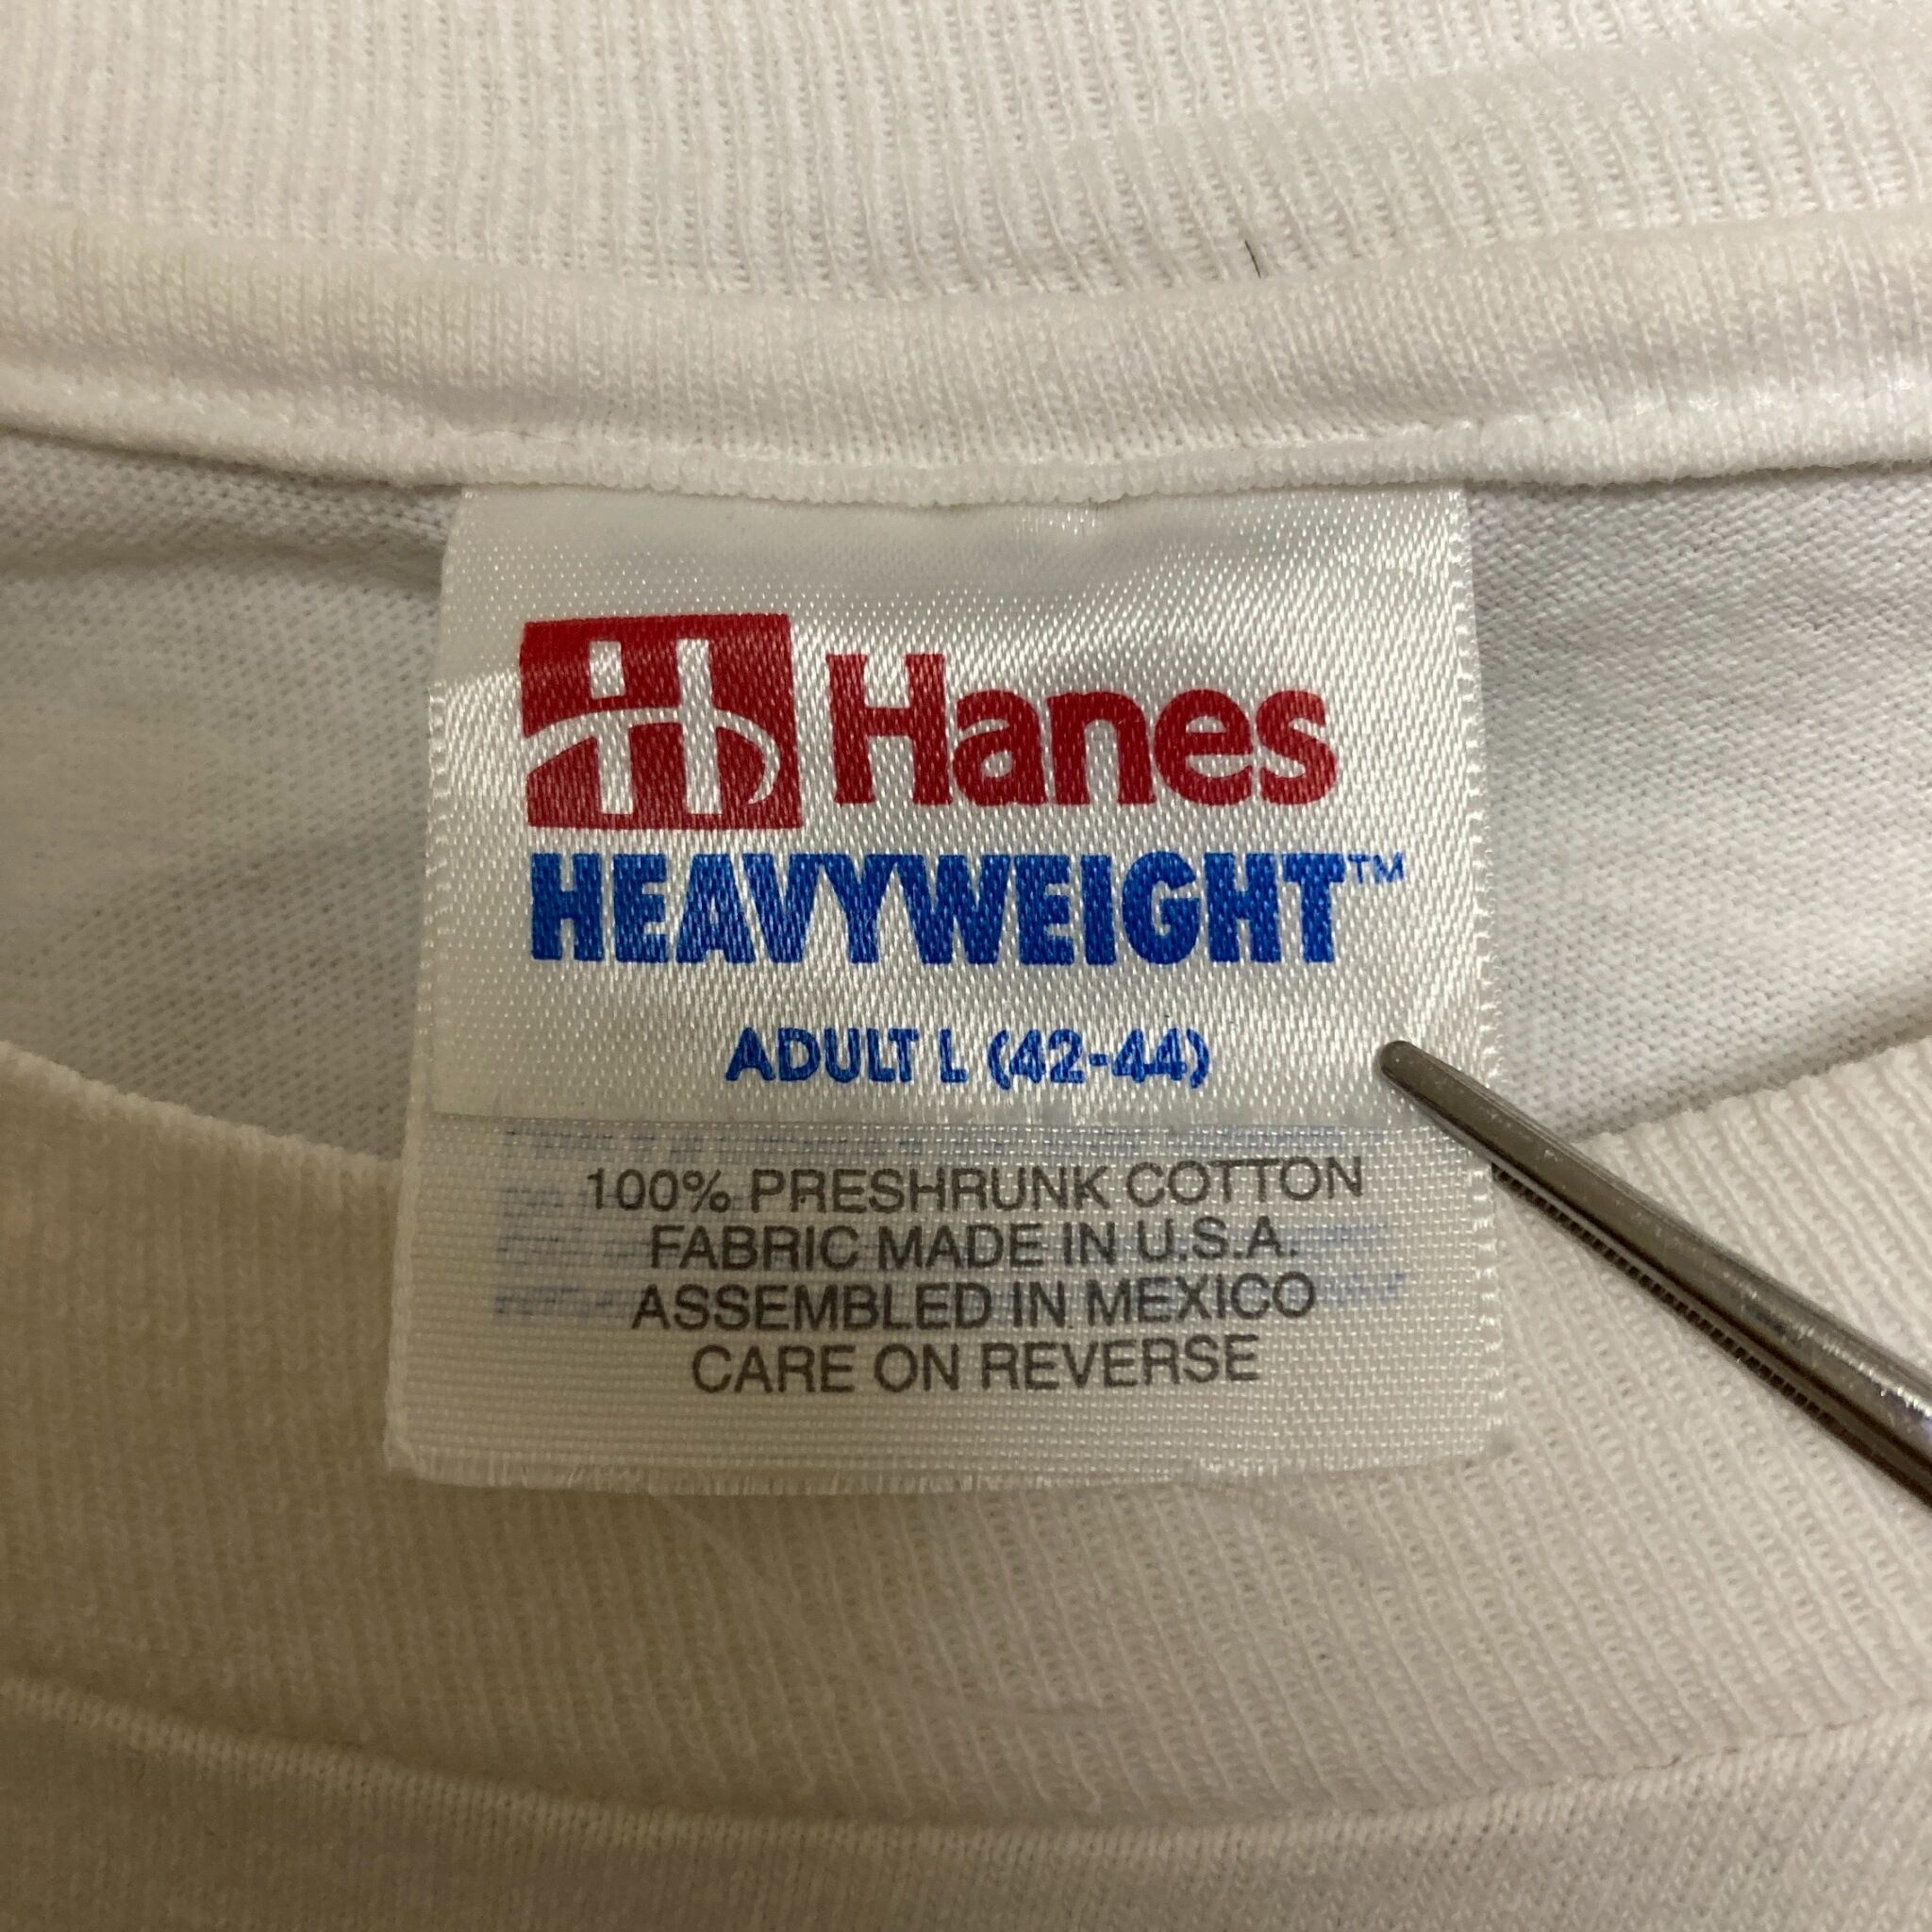 Hanes
HEAVYWEIGHT™
ADULT L (42-44)
100% PRESHRUNK COTTON
FABRIC MADE IN U.S.A.
ASSEMBLED IN MEXICO
CARE ON REVERSE